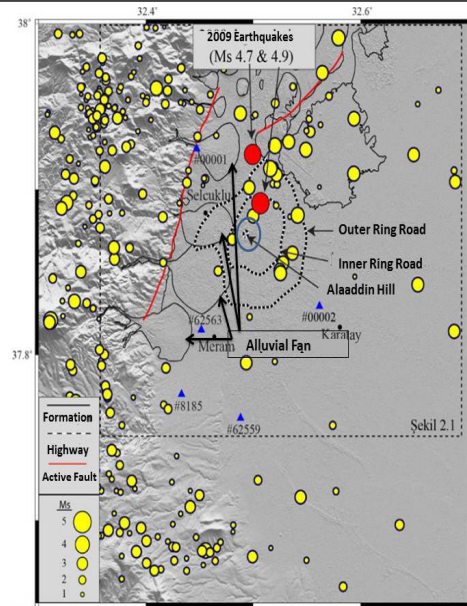 32.4°
32.6
38°
2009 Earthquakes
(Ms 4.7 & 4.9)
#00001
Selcuklu
Outer Ring Road
Inner Ring Road
Alaaddin Hill
#00002
#62563
Karatay
Meram
Alluvial Fan
37.8°
#8185
#62559
Şekil 2.1
Formation
Highway
Active Fault
Ms
5
4
3
2
1